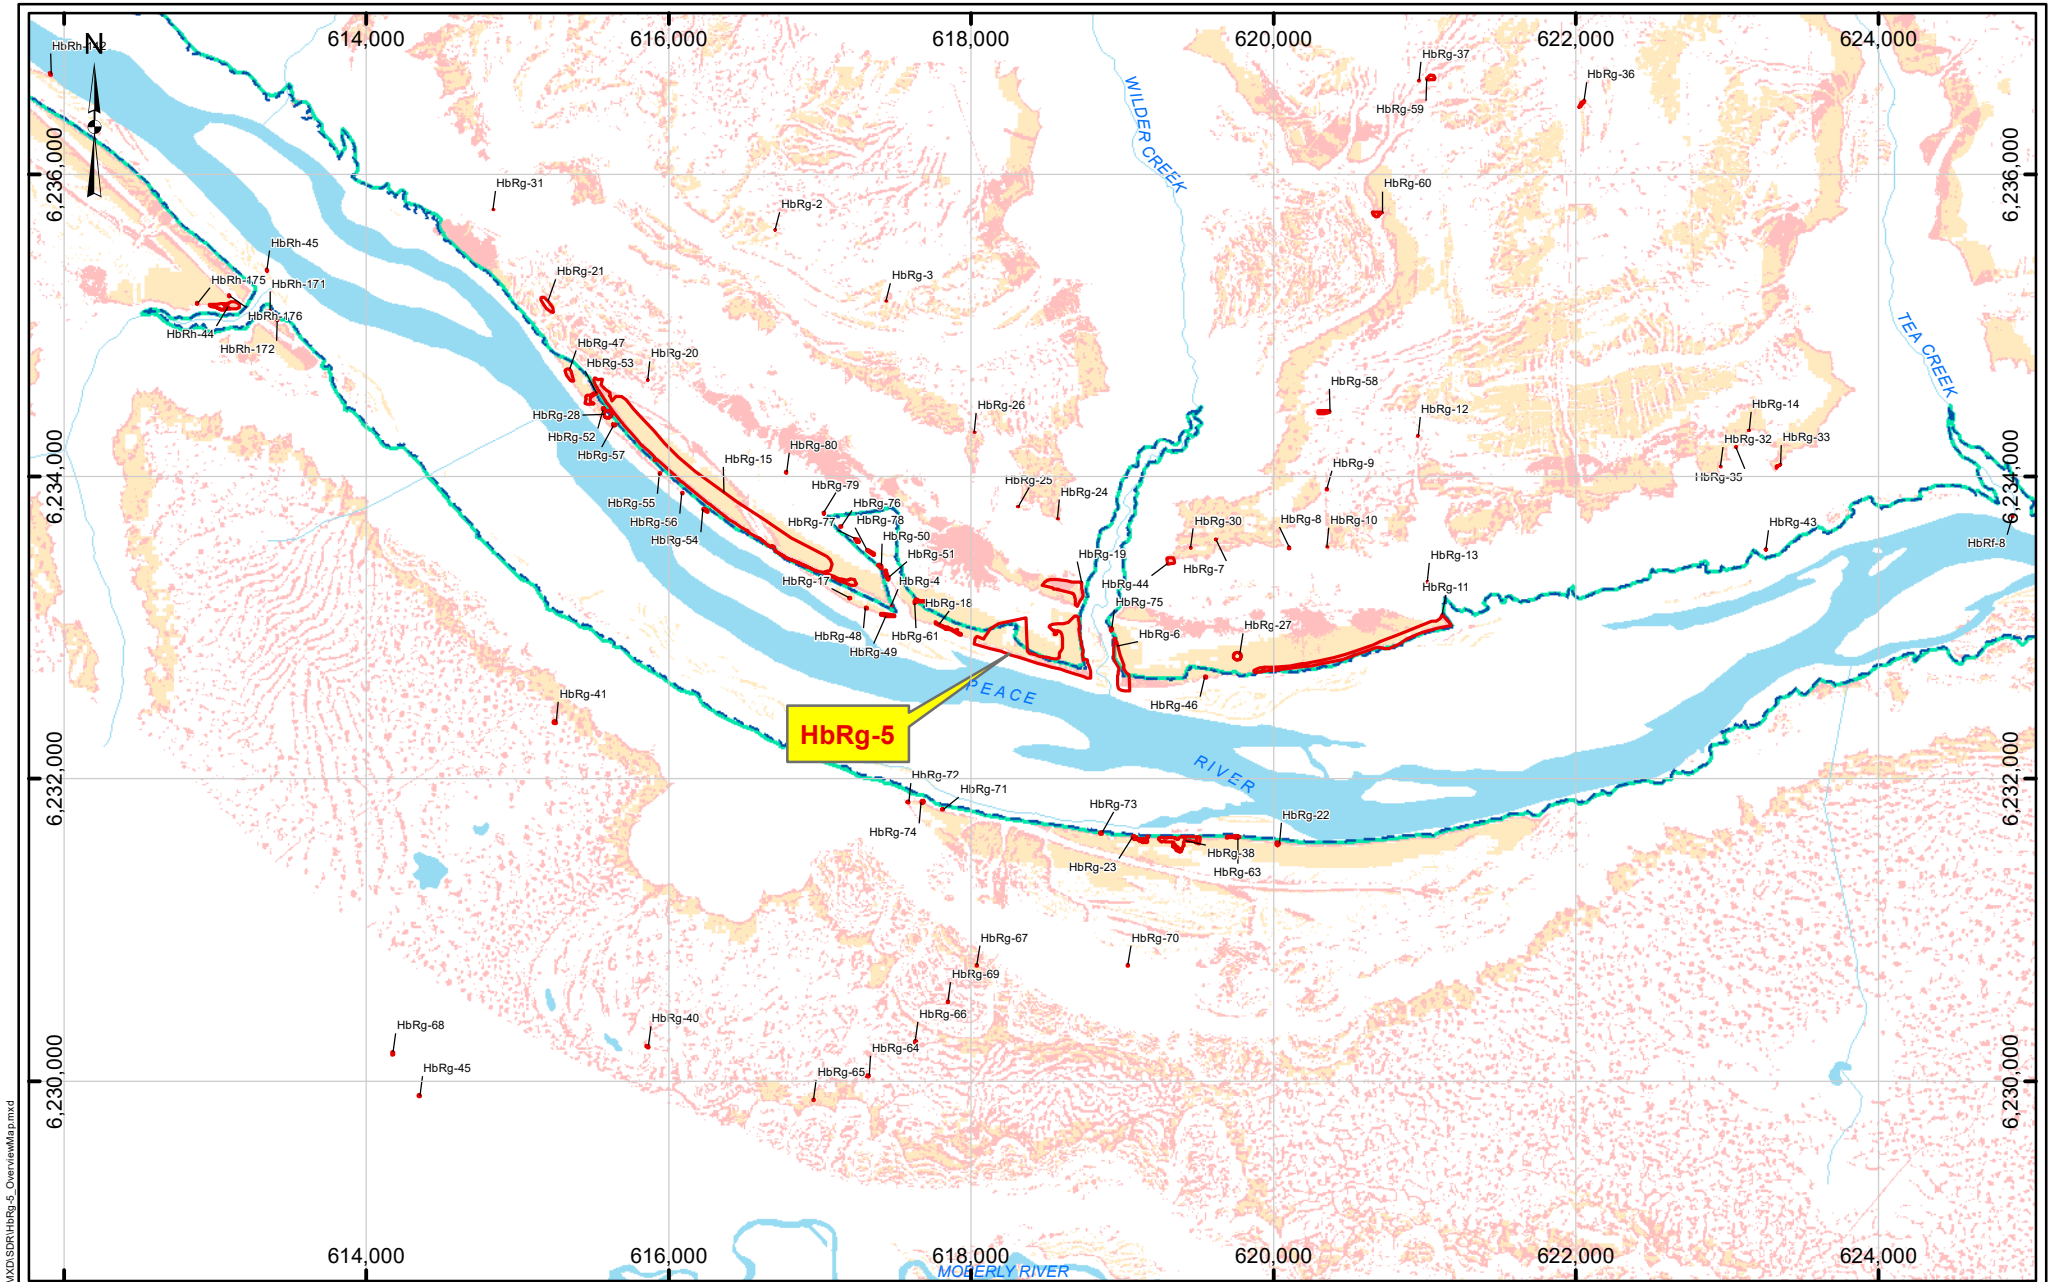 614,000
616,000
618,000
620,000
622,000
624,000
N
HbRh-142
HbRg-37
HbRg-36
HbRg-59
WILDER CREEK
6,236,000
6,236,000
HbRg-31
HbRg-2
HbRg-60
HbRh-45
HbRg-21
HbRg-3
HbRh-175
HbRh-171
HbRh-176
HbRh-44
HbRh-172
TEA CREEK
HbRg-47
HbRg-53
HbRg-20
HbRg-28
HbRg-52
HbRg-57
HbRg-26
HbRg-58
HbRg-12
HbRg-14
HbRg-32
HbRg-33
HbRg-35
HbRg-80
HbRg-15
HbRg-9
6,234,000
6,234,000
HbRg-55
HbRg-56
HbRg-54
HbRg-79
HbRg-76
HbRg-77
HbRg-78
HbRg-50
HbRg-51
HbRg-25
HbRg-24
HbRg-30
HbRg-8
HbRg-10
HbRg-43
HbRf-8
HbRg-19
HbRg-44
HbRg-7
HbRg-13
HbRg-11
HbRg-17
HbRg-4
HbRg-18
HbRg-75
HbRg-48
HbRg-61
HbRg-49
HbRg-6
HbRg-27
HbRg-46
HbRg-41
PEACE
HbRg-5
RIVER
6,232,000
6,232,000
HbRg-72
HbRg-71
HbRg-74
HbRg-73
HbRg-22
HbRg-23
HbRg-38
HbRg-63
HbRg-67
HbRg-70
HbRg-69
HbRg-66
HbRg-68
HbRg-40
HbRg-64
HbRg-45
HbRg-65
6,230,000
6,230,000
MXD\SDR\HbRg-5_OverviewMap.mxd
614,000
616,000
618,000
620,000
622,000
624,000
MOBERLY RIVER